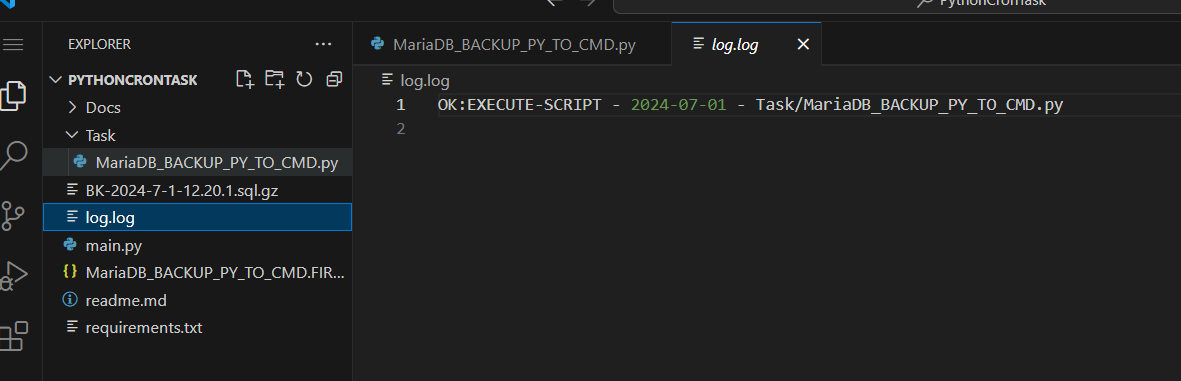 PythonCronTask
EXPLORER
MariaDB_BACKUP_PY_TO_CMD.py
log.log
PYTHONCRONTASK
log.log
Docs
1 OK:EXECUTE-SCRIPT - 2024-07-01 - Task/MariaDB_BACKUP_PY_TO_CMD.py
2
Task
MariaDB_BACKUP_PY_TO_CMD.py
BK-2024-7-1-12.20.1.sql.gz
log.log
main.py
MariaDB_BACKUP_PY_TO_CMD.FIR...
readme.md
requirements.txt